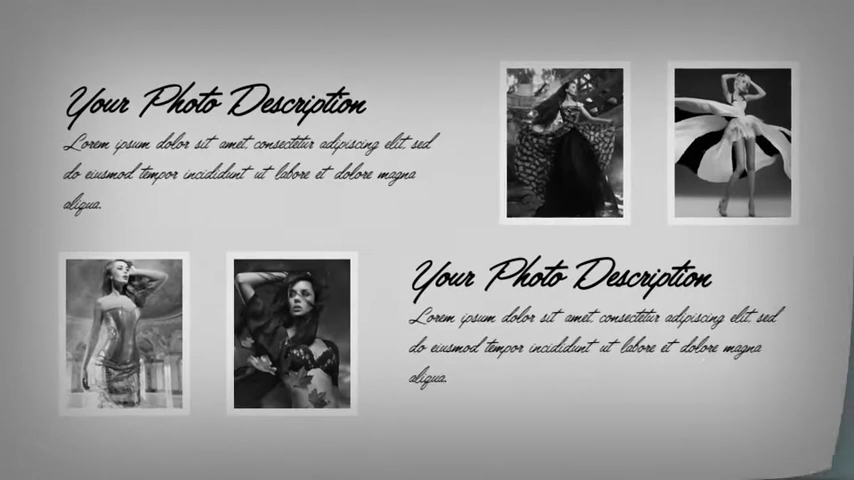 Your Photo Description
Lorem ipsum dolor sit amet, consectetur adipiscing elit, sed
do eiusmod tempor incididunt ut labore et dolore magna
aliqua.
Your Photo Description
Lorem ipsum dolor sit amet, consectetur adipiscing elit, sed
do eiusmod tempor incididunt ut labore et dolore magna
aliqua.